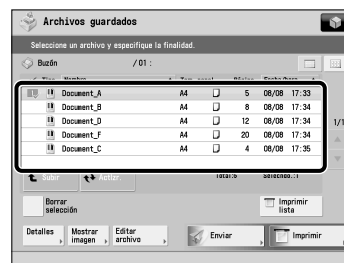 Archivos guardados
Seleccione un archivo y especifique la finalidad.
Buzón /01 :
Document_A A4 5 08/08 17:33
Document_B A4 8 08/08 17:34
Document_D A4 12 08/08 17:34
Document_F A4 20 08/08 17:34
Document_C A4 4 08/08 17:35
1/1
Subir Actlzr.
Borrar selección
Imprimir lista
Detalles Mostrar imagen Editar archivo Enviar Imprimir